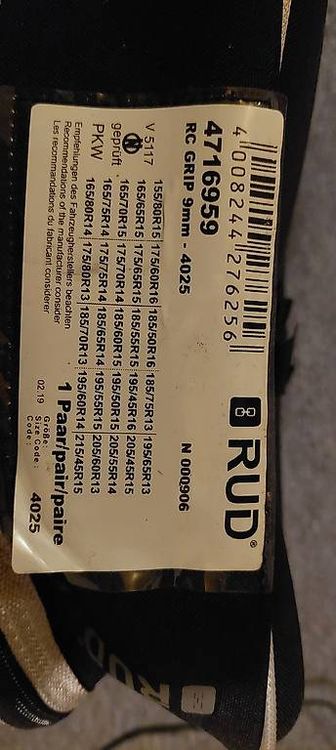 4 008244 276256
RUD®
4716959
RC GRIP 9mm - 4025
N 000906
V 5117
geprüft
PKW
155/80R15 175/60R16 185/50R16 185/75R13 195/65R13
165/65R15 175/65R15 185/55R15 195/45R16 205/45R15
165/70R15 175/70R14 185/60R15 195/50R15 205/55R14
165/75R14 175/75R14 185/65R14 195/55R15 205/60R13
165/80R14 175/80R13 185/70R13 195/60R14 215/45R15
Empfehlungen des Fahrzeugherstellers beachten
Recommendations of the manufacturer consider
Les recommandations du fabricant considerer
1 Paar/pair/paire
02/19
Größe:
Size Code:
Code:
4025
RUD